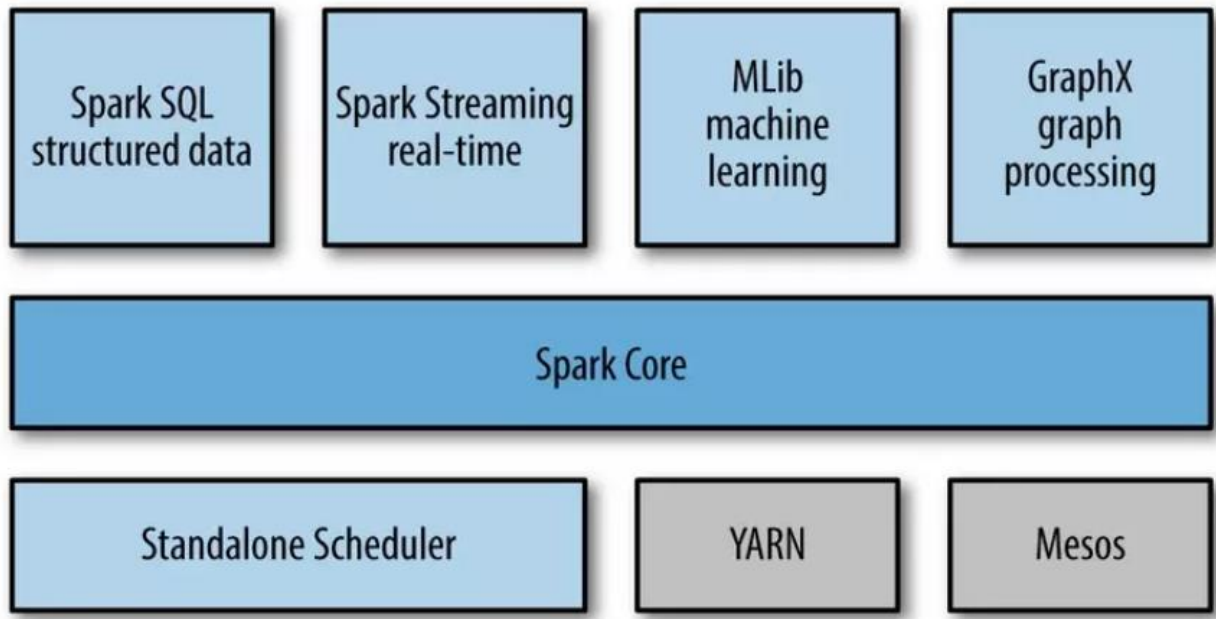 Spark SQL
structured data
Spark Streaming
real-time
MLib
machine
learning
GraphX
graph
processing
Spark Core
Standalone Scheduler
YARN
Mesos